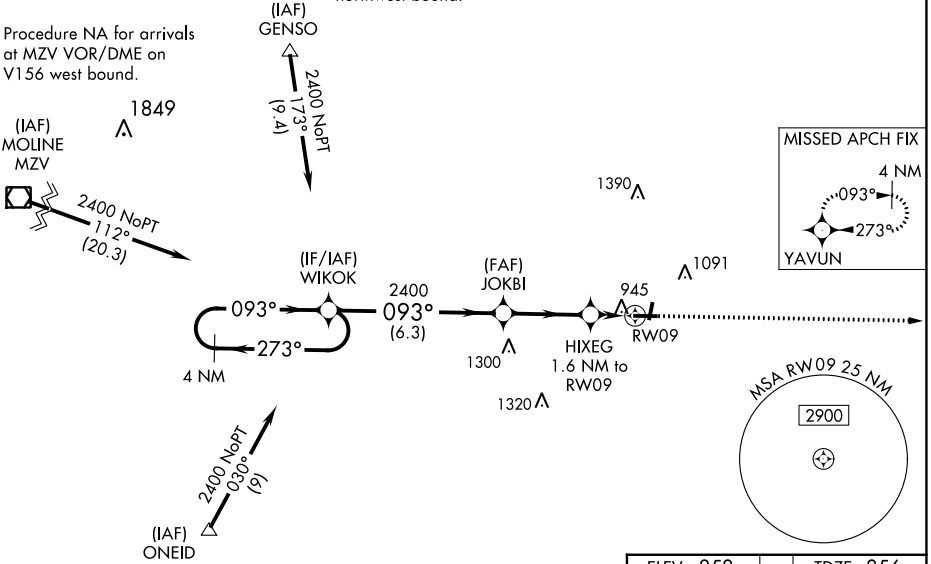 northwest bound.
(IAF)
GENSO
Procedure NA for arrivals
at MZV VOR/DME on
V156 west bound.
2400 NoPT
173°
(9.4)
1849
(IAF)
MOLINE
MZV
2400 NoPT
112°
(20.3)
1390
MISSED APCH FIX
4 NM
093°
273°
YAVUN
1091
(IF/IAF)
WIKOK
2400
093°
(6.3)
(FAF)
JOKBI
945
RW09
093°
273°
4 NM
HIXEG
1.6 NM to
RW09
1300
1320
MSA RW09 25 NM
2900
2400 NoPT
030°
(9)
(IAF)
ONEID